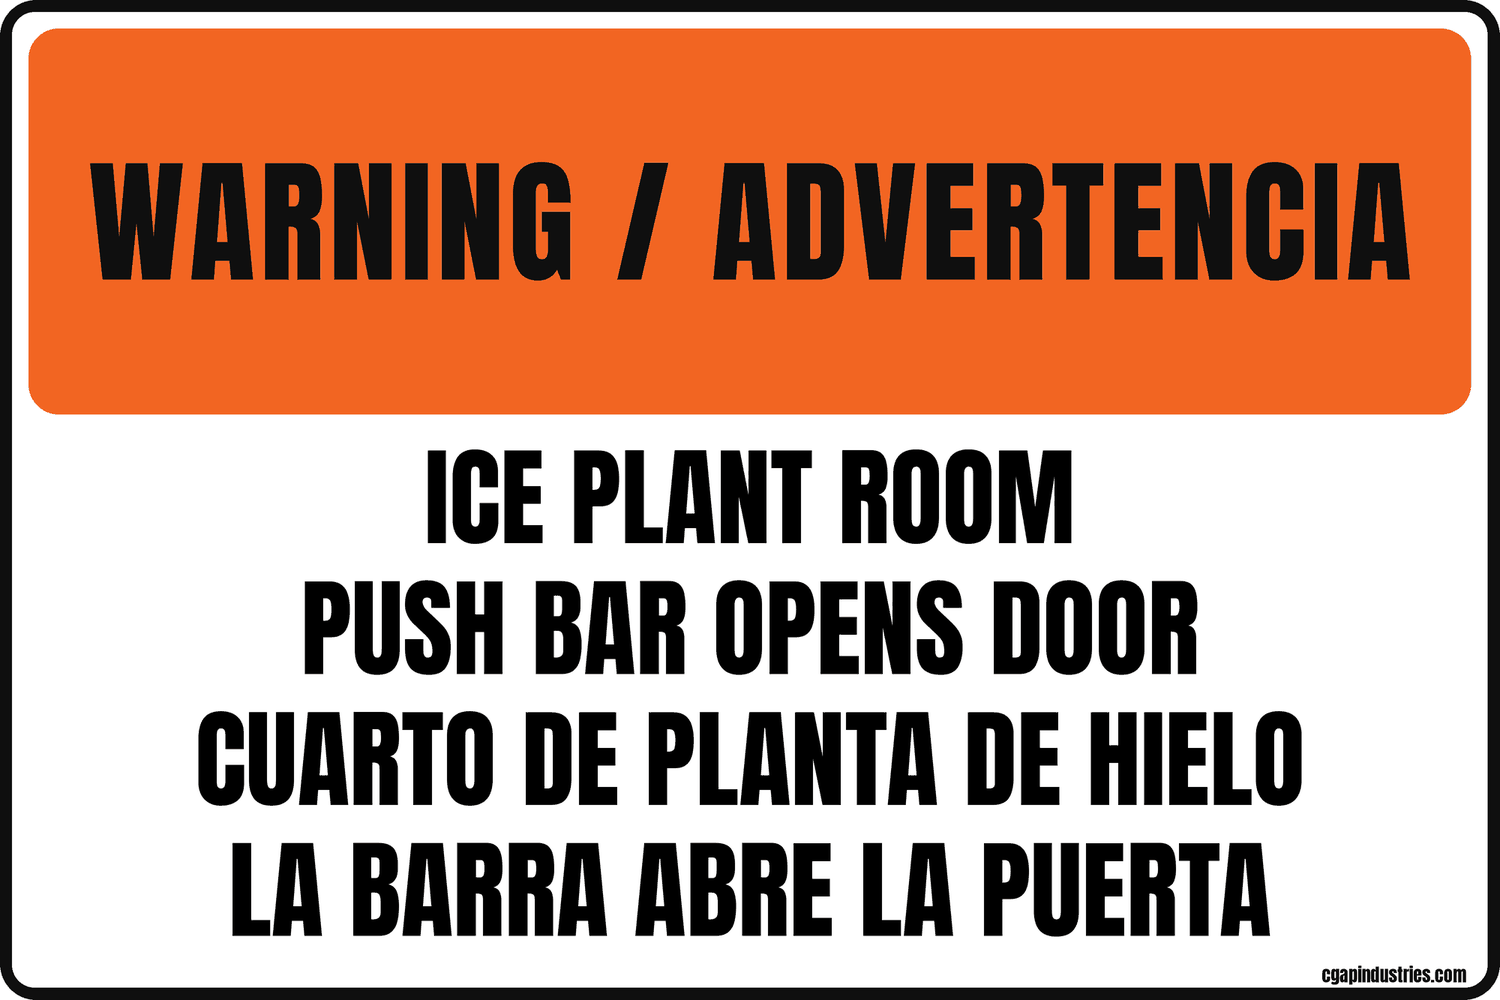 WARNING / ADVERTENCIA
ICE PLANT ROOM
PUSH BAR OPENS DOOR
CUARTO DE PLANTA DE HIELO
LA BARRA ABRE LA PUERTA
cgapindustries.com